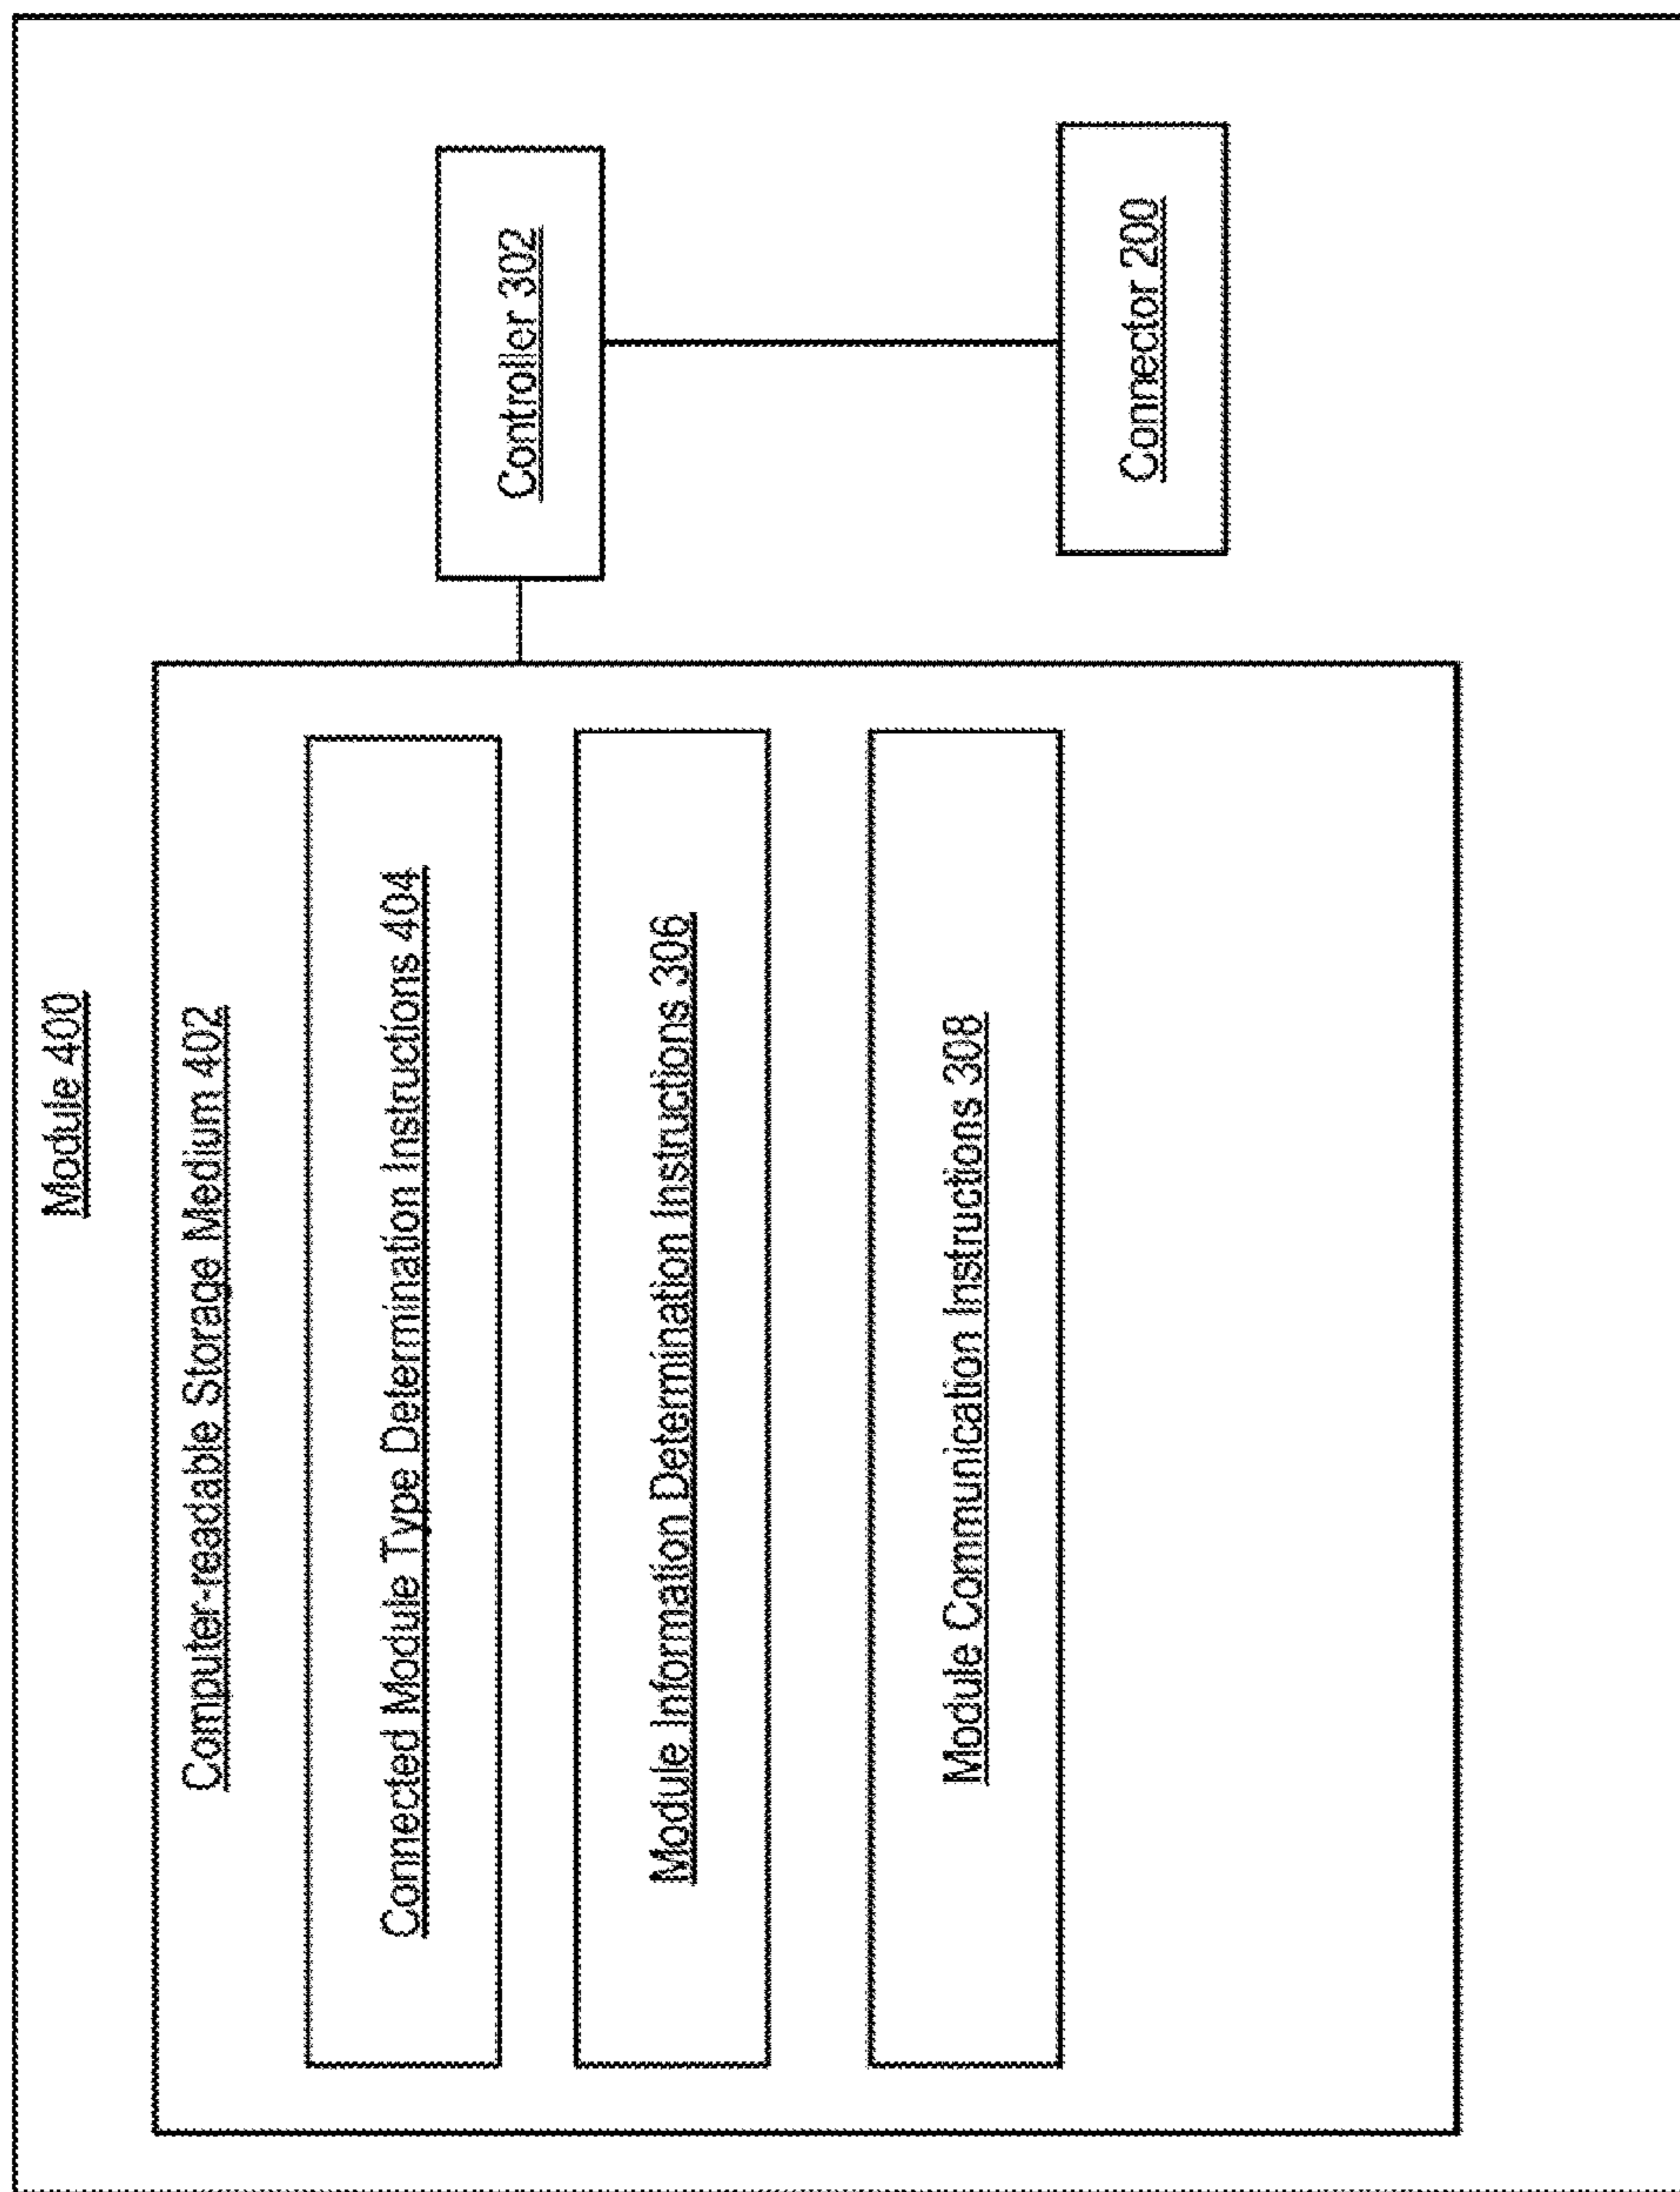 Module 400
Computer-readable Storage Medium 402
Connected Module Type Determination Instructions 404
Module Information Determination Instructions 306
Module Communication Instructions 308
Controller 302
Connector 200